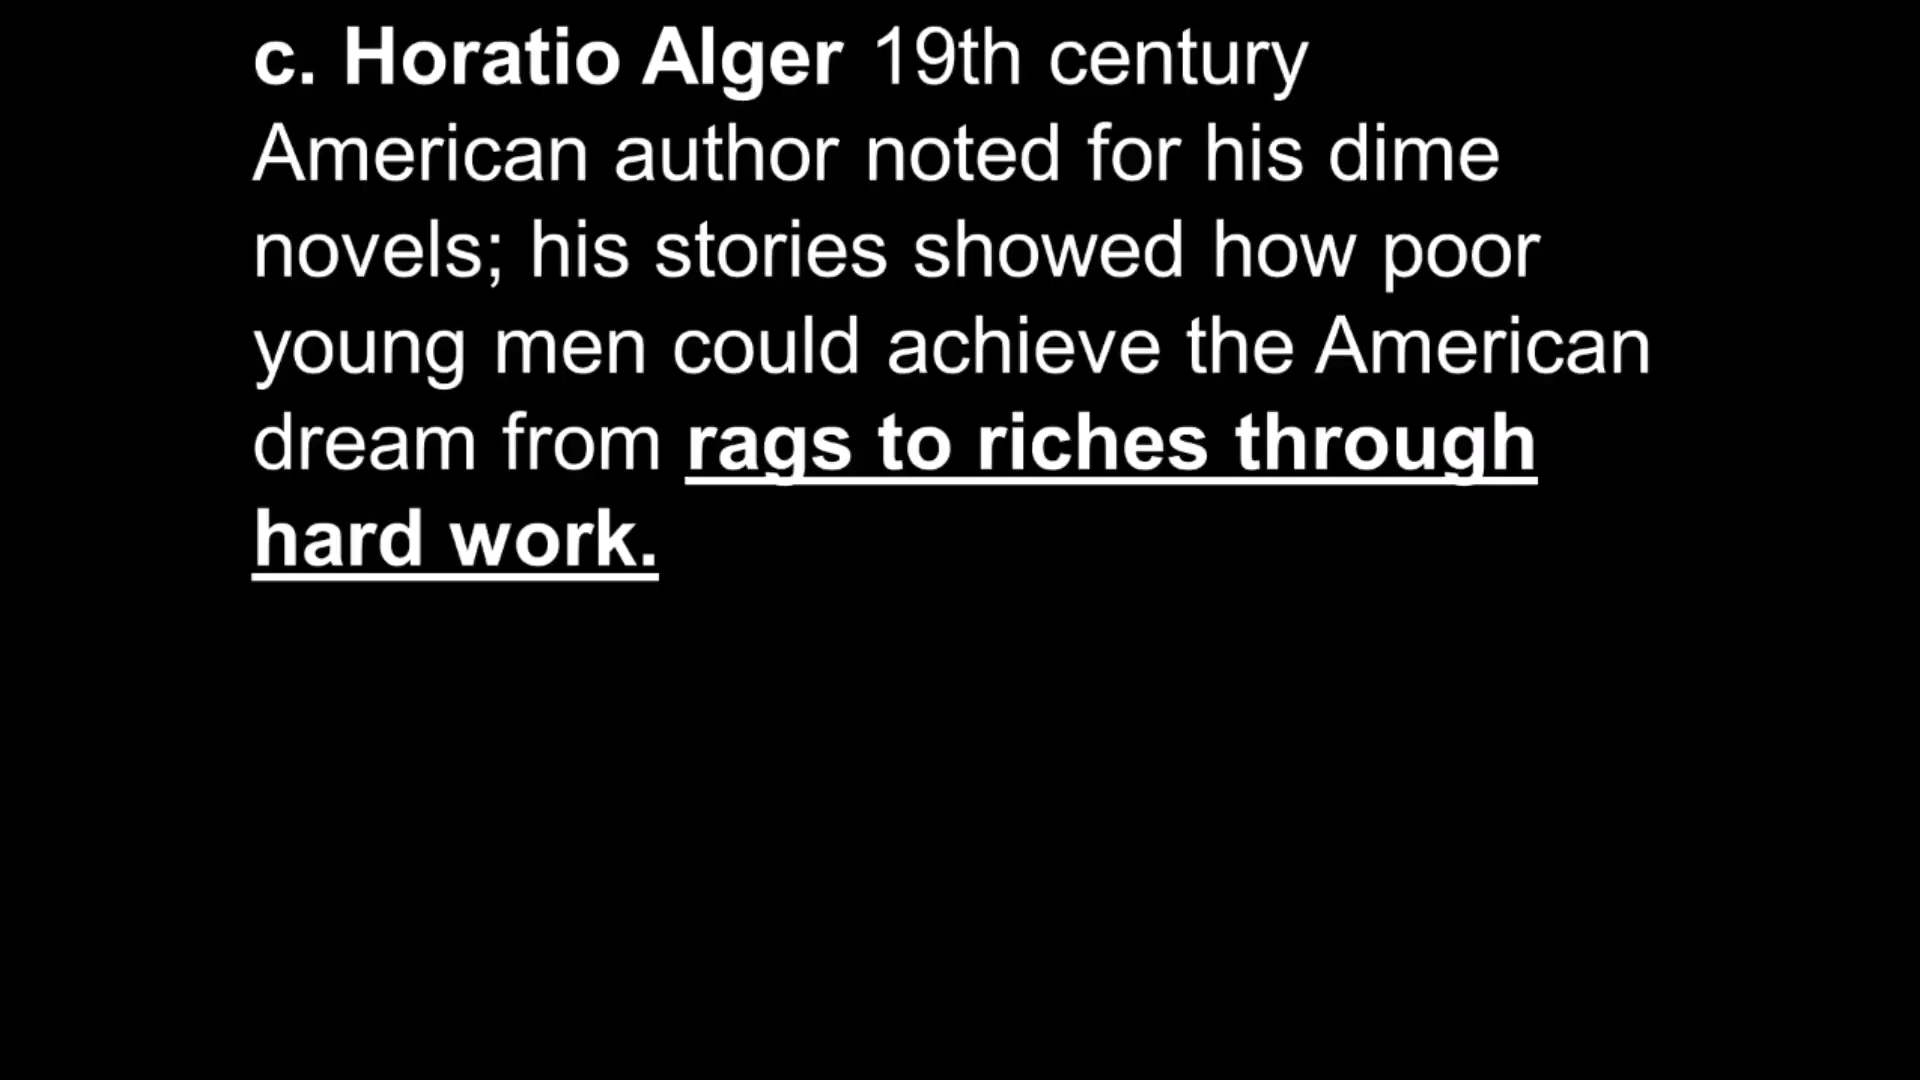 c. Horatio Alger 19th century
American author noted for his dime
novels; his stories showed how poor
young men could achieve the American
dream from rags to riches through
hard work.